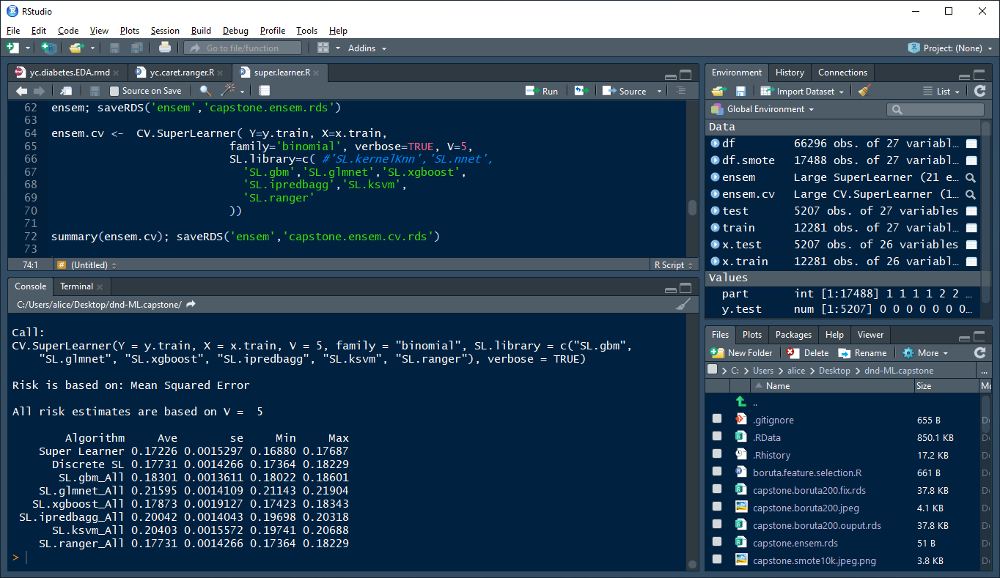 RStudio
File Edit Code View Plots Session Build Debug Profile Tools Help
Go to file/function Addins Project: (None)
yc.diabetes.EDA.rmd yc.caret.ranger.R super.learner.R
Source on Save Run Source
62 ensem; saveRDS('ensem','capstone.ensem.rds')
63
64 ensem.cv <- CV.SuperLearner( Y=y.train, X=x.train,
65 family='binomial', verbose=TRUE, V=5,
66 SL.library=c( #'SL.kernelKnn','SL.nnet',
67 'SL.gbm','SL.glmnet','SL.xgboost',
68 'SL.ipredbagg','SL.ksvm',
69 'SL.ranger'
70 ))
71
72 summary(ensem.cv); saveRDS('ensem','capstone.ensem.cv.rds')
73
74:1 # (Untitled) R Script
Console Terminal
C:/Users/alice/Desktop/dnd-ML.capstone/
Call:
CV.SuperLearner(Y = y.train, X = x.train, V = 5, family = "binomial", SL.library = c("SL.gbm",
"SL.glmnet", "SL.xgboost", "SL.ipredbagg", "SL.ksvm", "SL.ranger"), verbose = TRUE)
Risk is based on: Mean Squared Error
All risk estimates are based on V = 5
Algorithm Ave se Min Max
Super Learner 0.17226 0.0015297 0.16880 0.17687
Discrete SL 0.17731 0.0014266 0.17364 0.18229
SL.gbm_All 0.18301 0.0013611 0.18022 0.18601
SL.glmnet_All 0.21595 0.0014109 0.21143 0.21904
SL.xgboost_All 0.17873 0.0019127 0.17423 0.18343
SL.ipredbagg_All 0.20042 0.0014043 0.19698 0.20318
SL.ksvm_All 0.20403 0.0015572 0.19741 0.20688
SL.ranger_All 0.17731 0.0014266 0.17364 0.18229
>
Environment History Connections
Import Dataset List
Global Environment
Data
df 66296 obs. of 27 variabl…
df.smote 17488 obs. of 27 variabl…
ensem Large SuperLearner (21 e…
ensem.cv Large CV.SuperLearner (1…
test 5207 obs. of 27 variables
train 12281 obs. of 27 variabl…
x.test 5207 obs. of 26 variables
x.train 12281 obs. of 26 variabl…
Values
part int [1:17488] 1 1 1 1 2 2 …
y.test num [1:5207] 0 0 0 0 0 0 0…
Files Plots Packages Help Viewer
New Folder Delete Rename More
C: Users alice Desktop dnd-ML.capstone ...
Name Size Mo
..
.gitignore 655 B De
.RData 850.1 KB De
.Rhistory 17.2 KB De
boruta.feature.selection.R 661 B De
capstone.boruta200.fix.rds 37.8 KB De
capstone.boruta200.jpeg 4.1 KB De
capstone.boruta200.ouput.rds 37.8 KB De
capstone.ensem.rds 51 B De
capstone.smote10k.jpeg.png 3.8 KB De